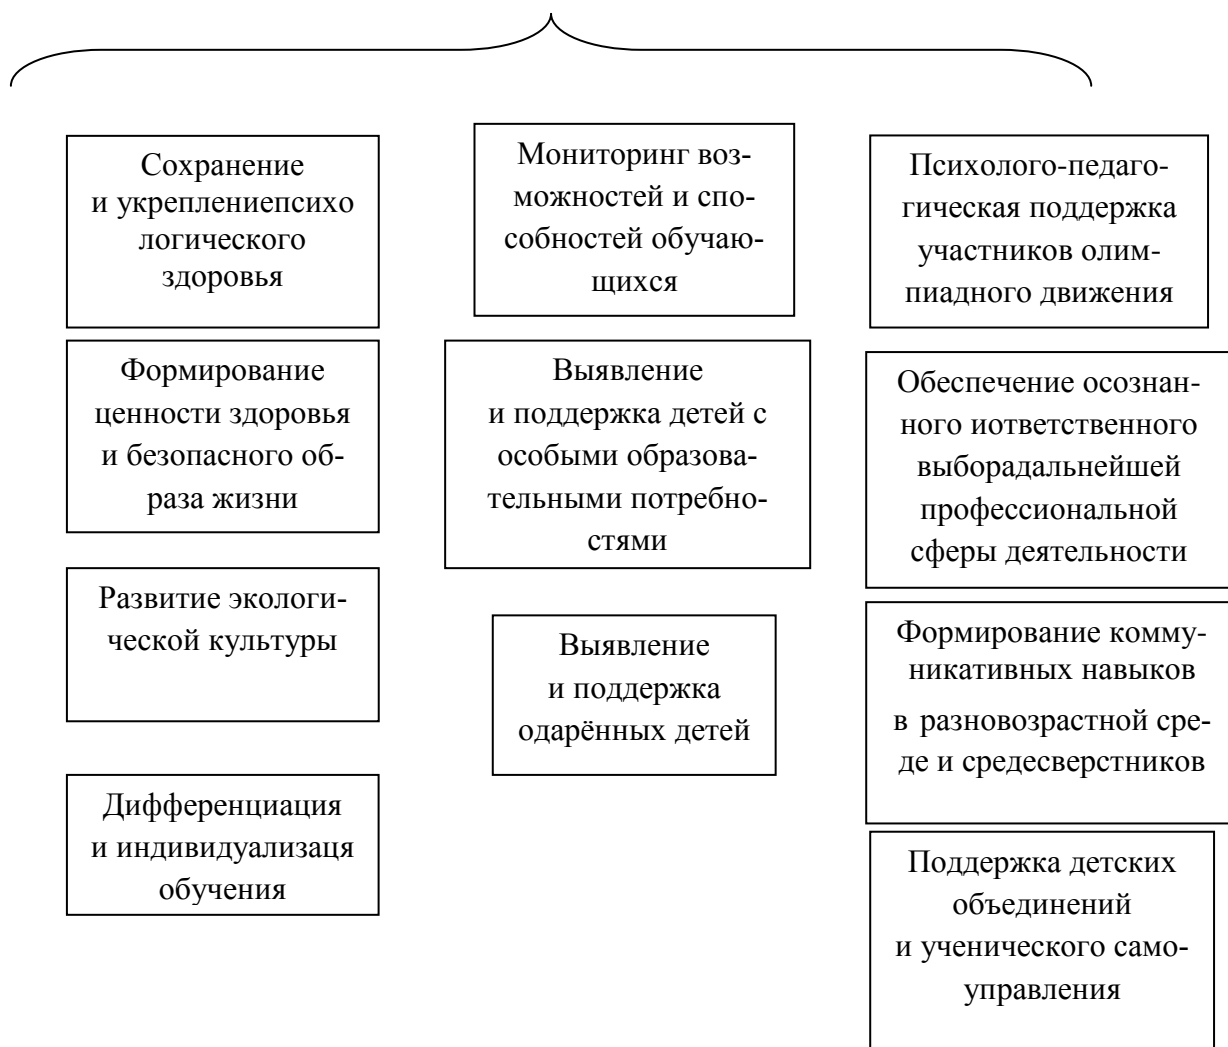 Сохранение
и укреплениепсихо
логического
здоровья
Формирование
ценности здоровья
и безопасного об-
раза жизни
Развитие экологи-
ческой культуры
Дифференциация
и индивидуализаця
обучения
Мониторинг воз-
можностей и спо-
собностей обучаю-
щихся
Выявление
и поддержка детей с
особыми образова-
тельными потребно-
стями
Выявление
и поддержка
одарённых детей
Психолого-педаго-
гическая поддержка
участников олим-
пиадного движения
Обеспечение осознан-
ного иответственного
выборадальнейшей
профессиональной
сферы деятельности
Формирование комму-
никативных навыков
в разновозрастной сре-
де и средесверстников
Поддержка детских
объединений
и ученического само-
управления